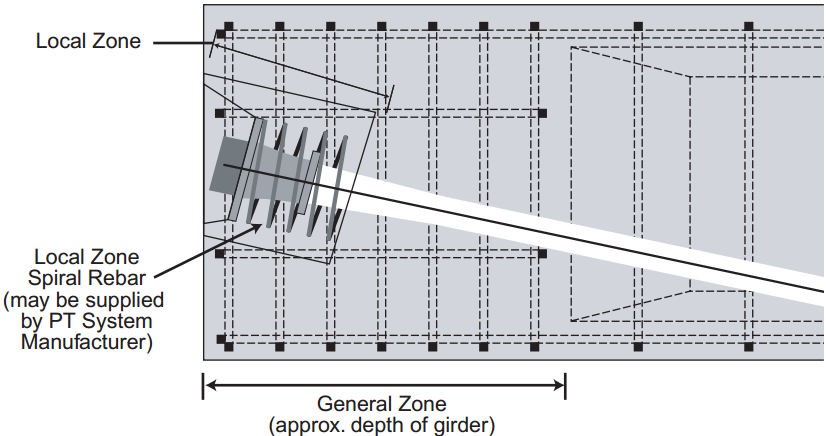 Local Zone
Local Zone
Spiral Rebar
(may be supplied
by PT System
Manufacturer)
General Zone
(approx. depth of girder)